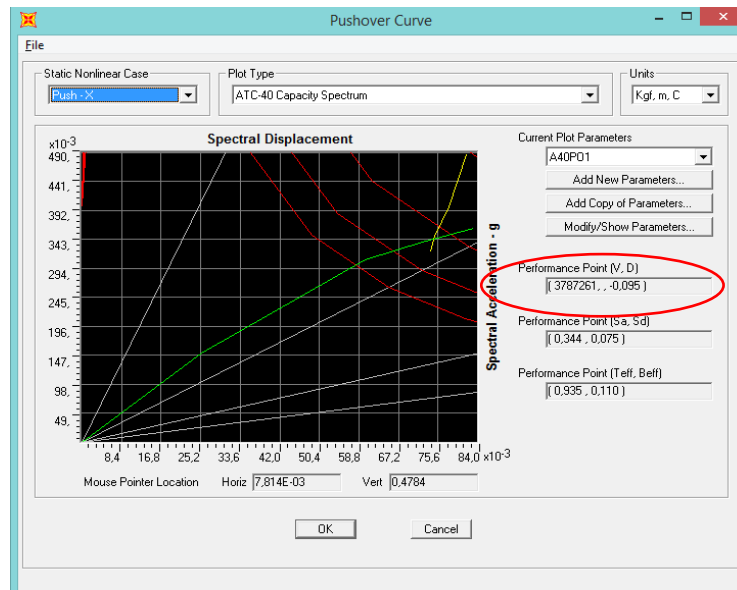 Pushover Curve
File
Static Nonlinear Case
Push - X
Plot Type
ATC-40 Capacity Spectrum
Units
Kgf, m, C
Spectral Displacement
x10-3
490,
441,
392,
343,
294,
245,
196,
147,
98,
49,
8,4 16,8 25,2 33,6 42,0 50,4 58,8 67,2 75,6 84,0 x10-3
Spectral Acceleration - g
Mouse Pointer Location Horiz 7,814E-03 Vert 0,4784
Current Plot Parameters
A40PO1
Add New Parameters...
Add Copy of Parameters...
Modify/Show Parameters...
Performance Point (V, D)
( 3787261, , -0,095 )
Performance Point (Sa, Sd)
( 0,344 , 0,075 )
Performance Point (Teff, Beff)
( 0,935 , 0,110 )
OK
Cancel